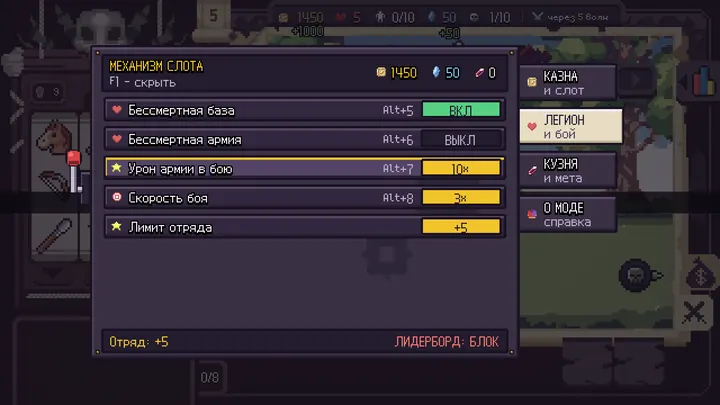 5
1450 5 0/10 50 1/10 через 5 волн
+1000 +50
9
МЕХАНИЗМ СЛОТА 1450 50 0
F1 - скрыть
Бессмертная база Alt+5 ВКЛ
Бессмертная армия Alt+6 ВЫКЛ
Урон армии в бою Alt+7 10x
Скорость боя Alt+8 3x
Лимит отряда +5
Отряд: +5 ЛИДЕРБОРД: БЛОК
КАЗНА
и слот
ЛЕГИОН
и бой
КУЗНЯ
и мета
О МОДЕ
справка
0/8